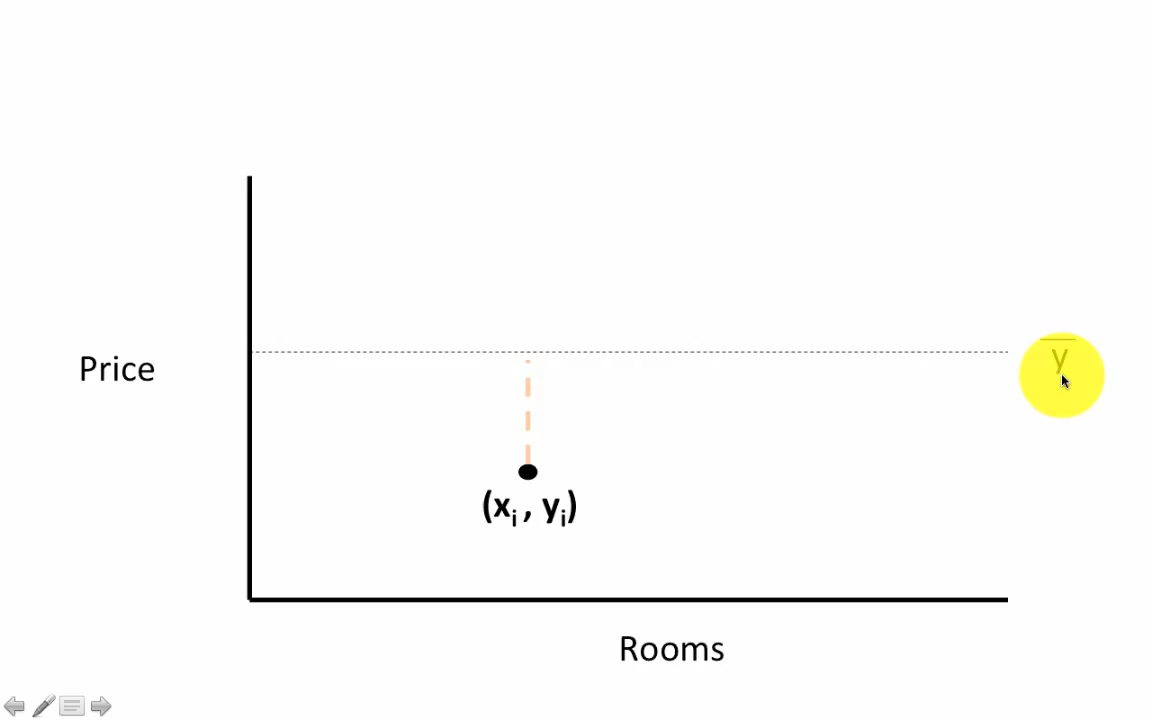 Price
y̅
(xᵢ , yᵢ)
Rooms